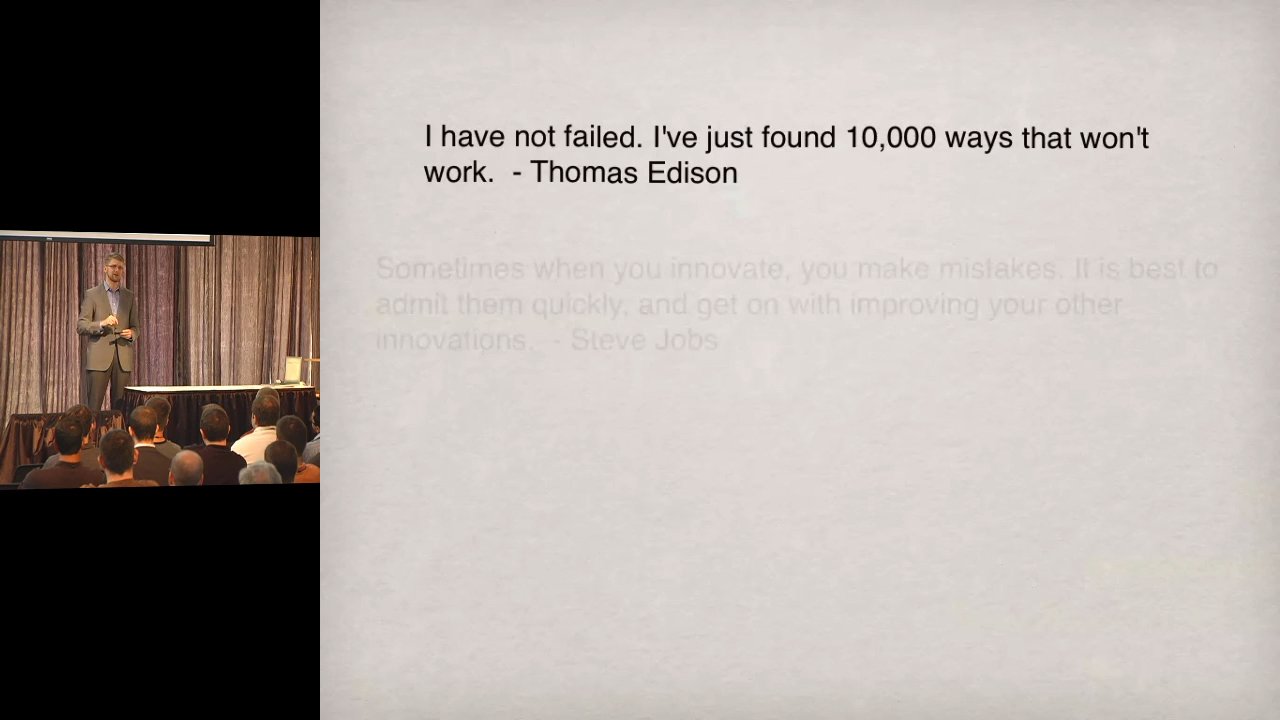 I have not failed. I've just found 10,000 ways that won't
work.  - Thomas Edison
Sometimes when you innovate, you make mistakes. It is best to
admit them quickly, and get on with improving your other
innovations.  - Steve Jobs